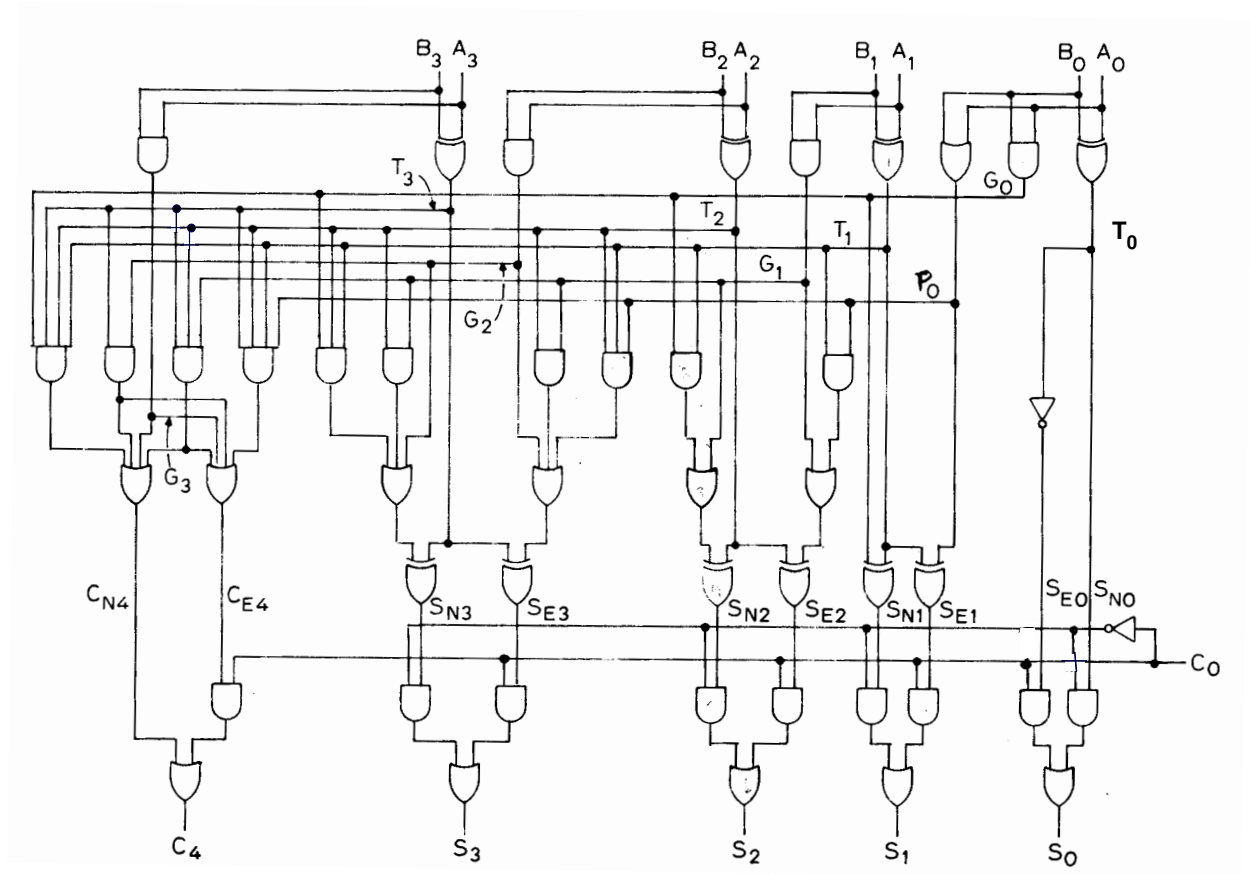 B3 A3
B2 A2
B1 A1
B0 A0
T3
G0
T2
T1
T0
G1
P0
G2
G3
CN4
CE4
SN3
SE3
SN2
SE2
SN1
SE1
SE0
SN0
C0
C4
S3
S2
S1
S0